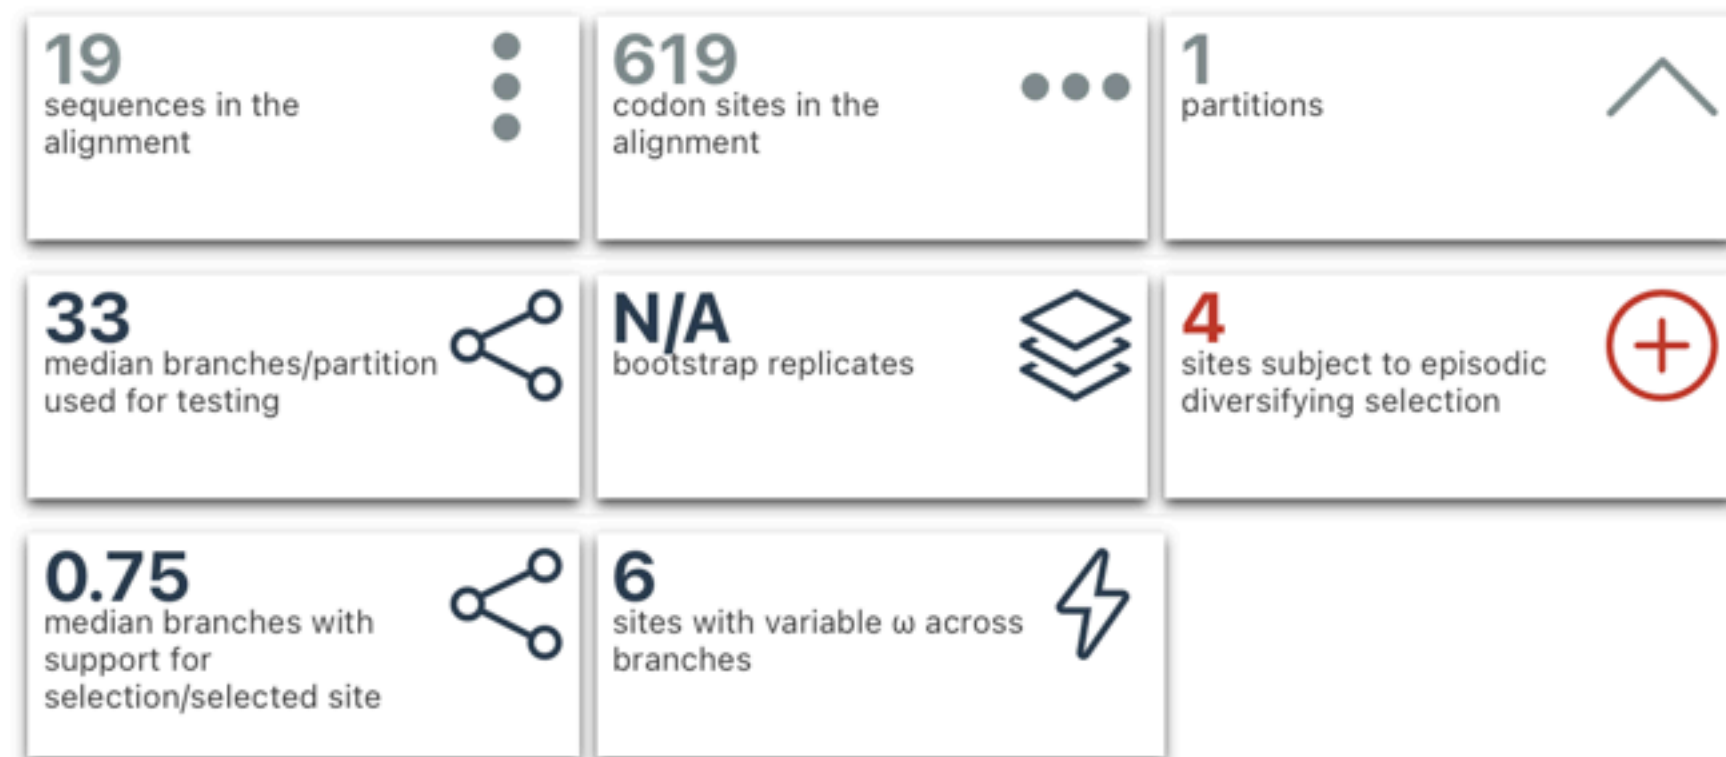 19
sequences in the
alignment
619
codon sites in the
alignment
1
partitions
33
median branches/partition
used for testing
N/A
bootstrap replicates
4
sites subject to episodic
diversifying selection
0.75
median branches with
support for
selection/selected site
6
sites with variable ω across
branches